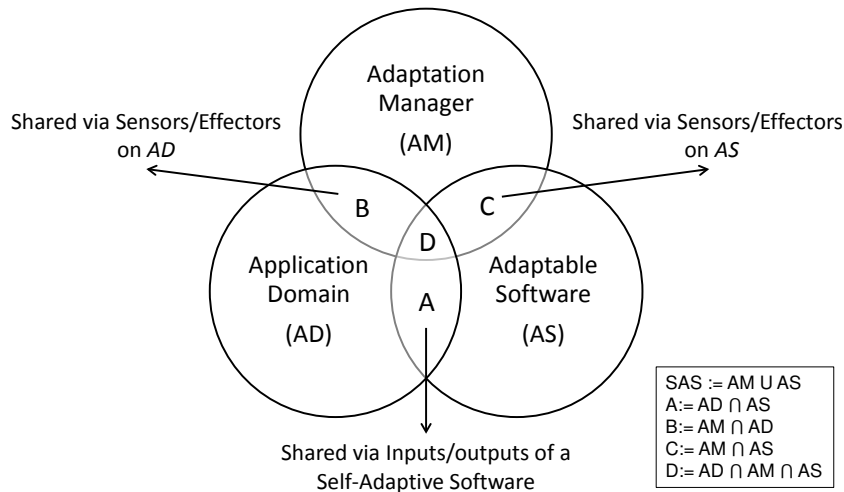 Adaptation
Manager
(AM)
Shared via Sensors/Effectors
on AD
Shared via Sensors/Effectors
on AS
B
C
D
Application
Domain
(AD)
A
Adaptable
Software
(AS)
Shared via Inputs/outputs of a
Self-Adaptive Software
SAS := AM U AS
A:= AD ∩ AS
B:= AM ∩ AD
C:= AM ∩ AS
D:= AD ∩ AM ∩ AS